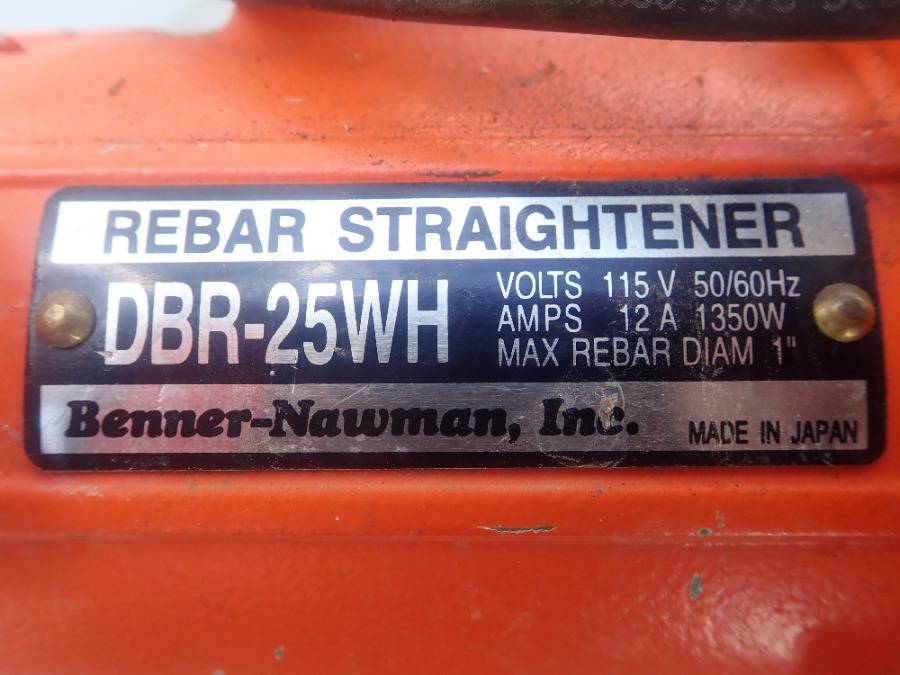 REBAR STRAIGHTENER
DBR-25WH
VOLTS 115 V 50/60Hz
AMPS 12 A 1350W
MAX REBAR DIAM 1"
Benner-Nawman, Inc.
MADE IN JAPAN